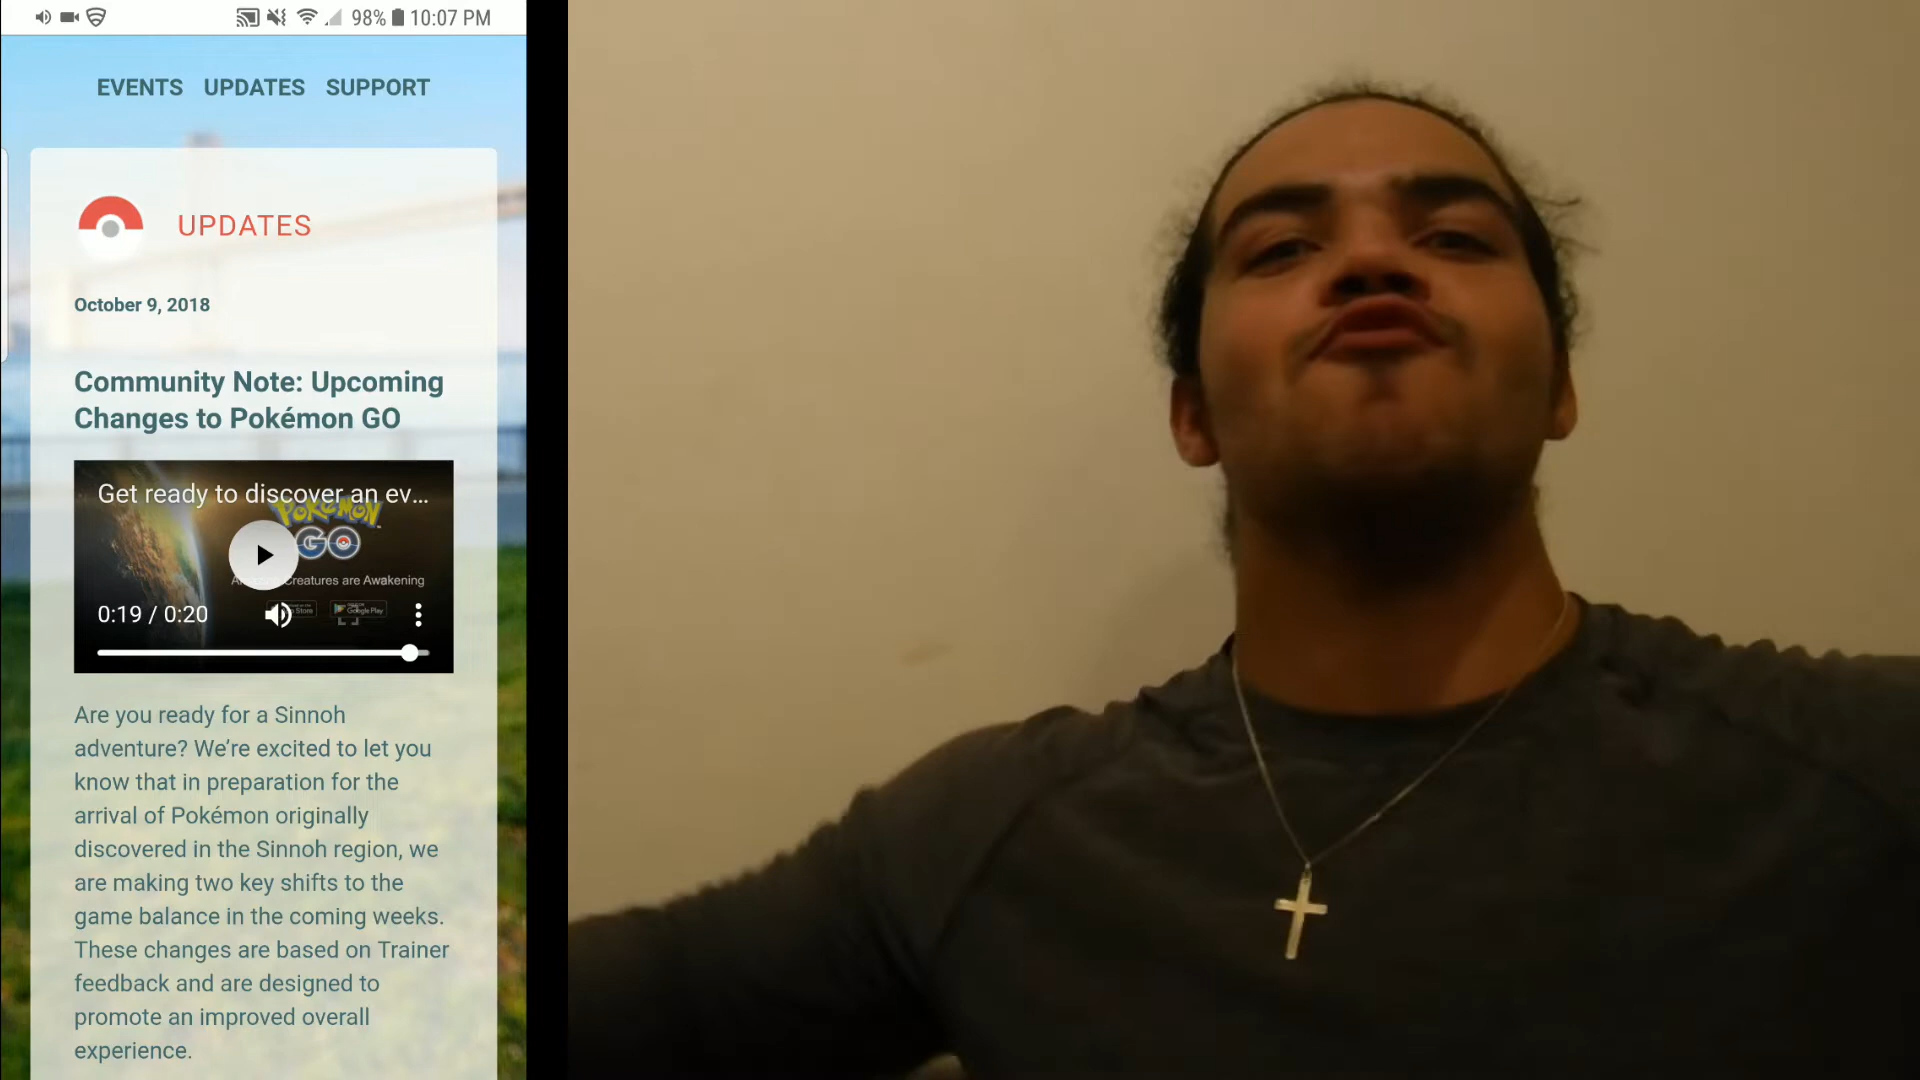 98% 10:07 PM
EVENTS UPDATES SUPPORT
UPDATES
October 9, 2018
Community Note: Upcoming
Changes to Pokémon GO
Get ready to discover an ev...
POKÉMON
GO
Creatures are Awakening
0:19 / 0:20
Store
Google Play
Are you ready for a Sinnoh
adventure? We’re excited to let you
know that in preparation for the
arrival of Pokémon originally
discovered in the Sinnoh region, we
are making two key shifts to the
game balance in the coming weeks.
These changes are based on Trainer
feedback and are designed to
promote an improved overall
experience.